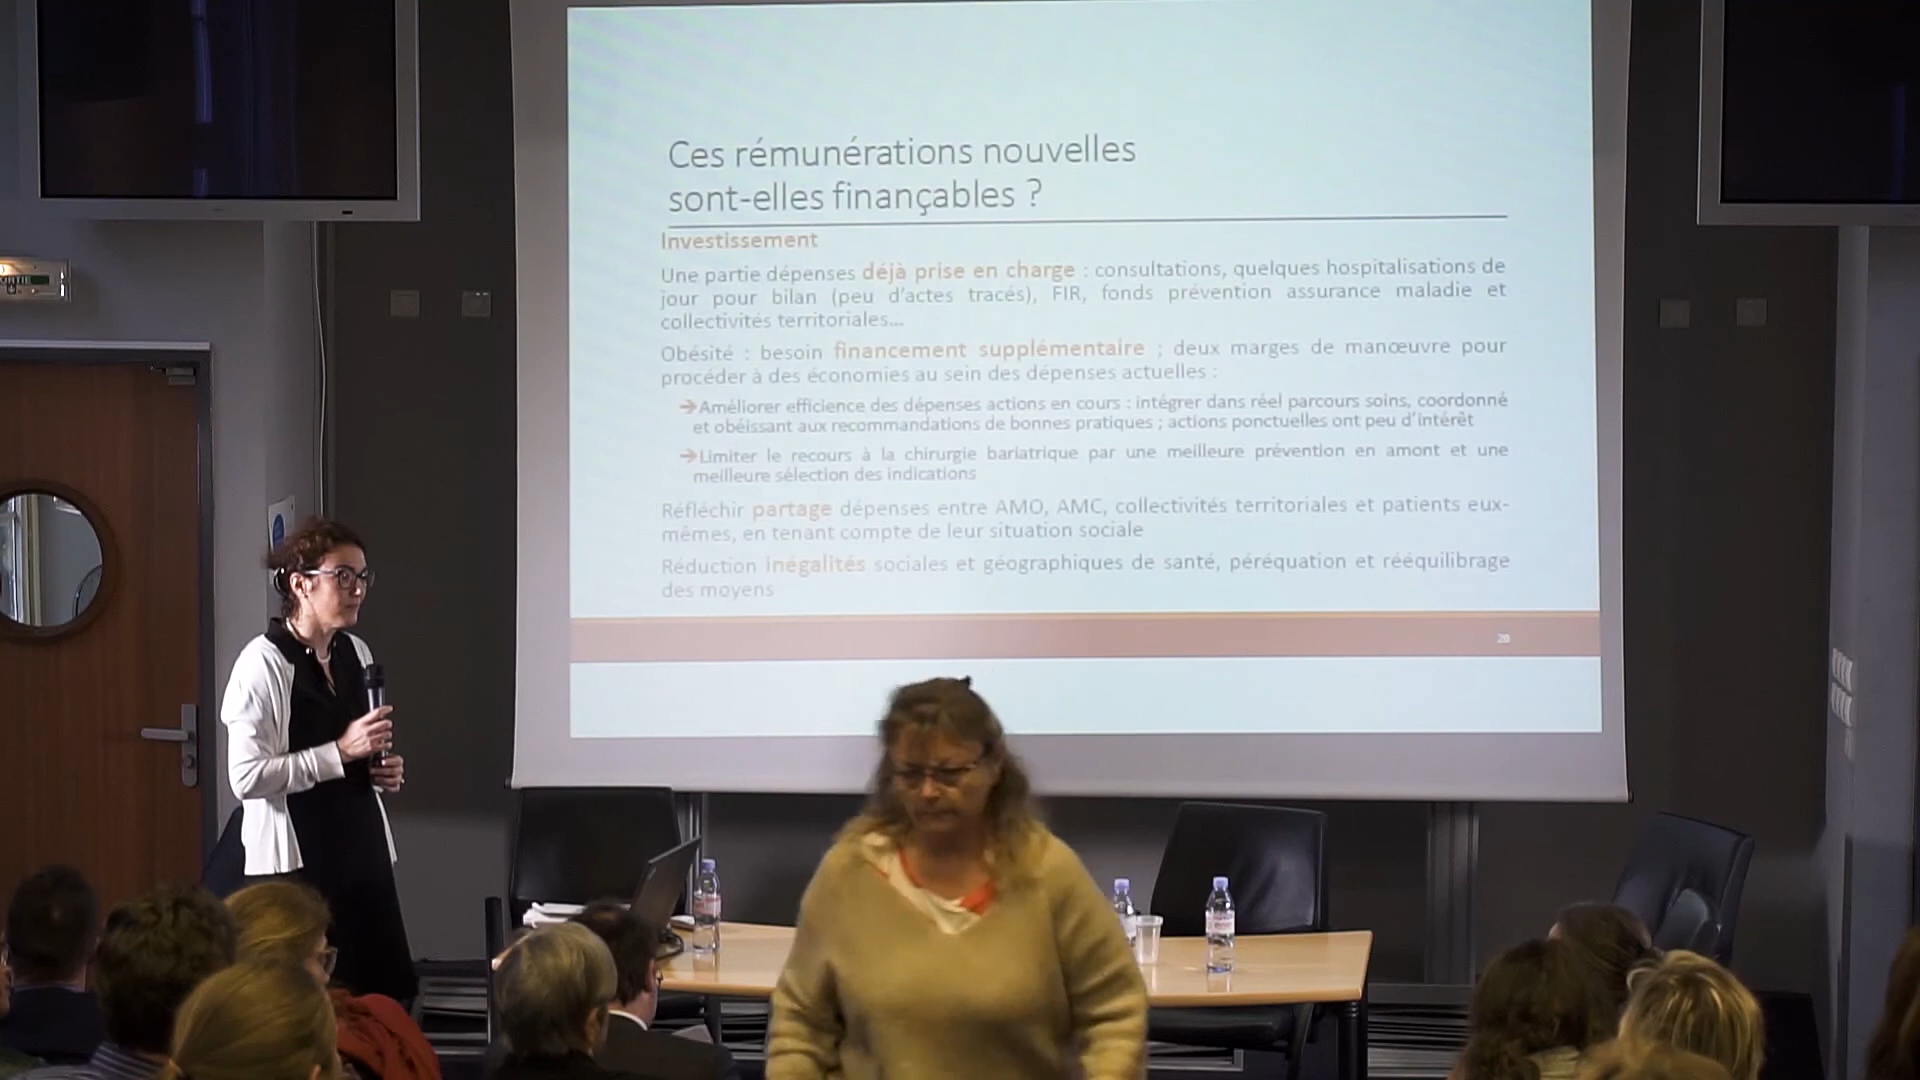 Ces rémunérations nouvelles
sont-elles finançables ?
Investissement
Une partie dépenses déjà prise en charge : consultations, quelques hospitalisations de
jour pour bilan (peu d'actes tracés), FIR, fonds prévention assurance maladie et
collectivités territoriales...
Obésité : besoin financement supplémentaire ; deux marges de manœuvre pour
procéder à des économies au sein des dépenses actuelles :
→Améliorer efficience des dépenses actions en cours : intégrer dans réel parcours soins, coordonné
et obéissant aux recommandations de bonnes pratiques ; actions ponctuelles ont peu d'intérêt
→Limiter le recours à la chirurgie bariatrique par une meilleure prévention en amont et une
meilleure sélection des indications
Réfléchir partage dépenses entre AMO, AMC, collectivités territoriales et patients eux-
mêmes, en tenant compte de leur situation sociale
Réduction inégalités sociales et géographiques de santé, péréquation et rééquilibrage
des moyens
20